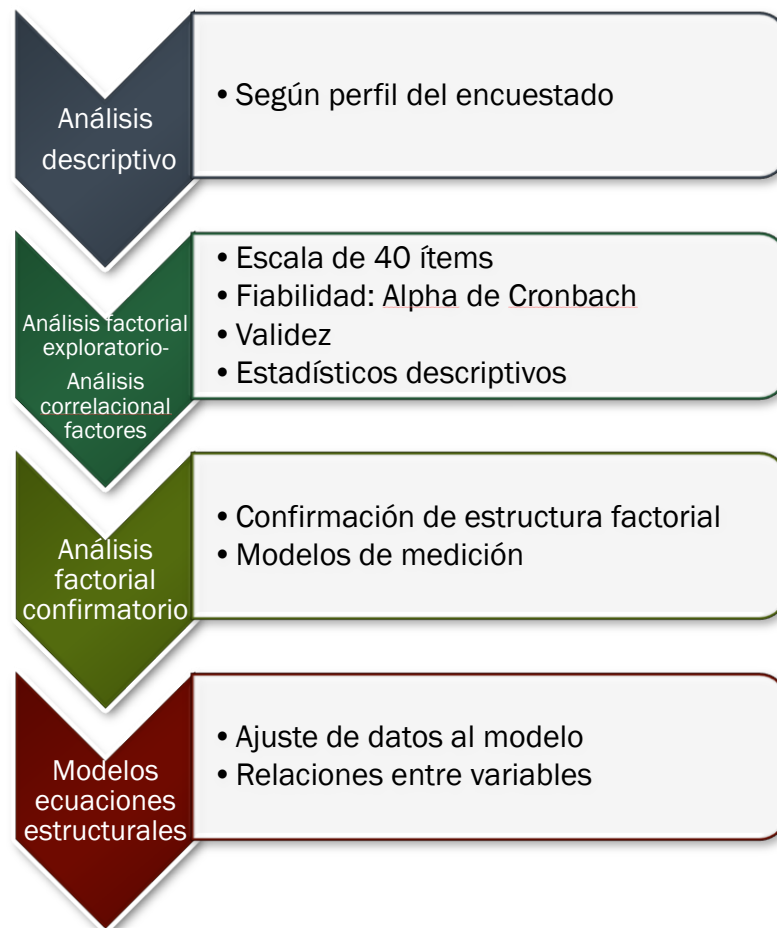 Análisis
descriptivo
• Según perfil del encuestado
Análisis factorial
exploratorio-
Análisis
correlacional
factores
• Escala de 40 ítems
• Fiabilidad: Alpha de Cronbach
• Validez
• Estadísticos descriptivos
Análisis
factorial
confirmatorio
• Confirmación de estructura factorial
• Modelos de medición
Modelos
ecuaciones
estructurales
• Ajuste de datos al modelo
• Relaciones entre variables